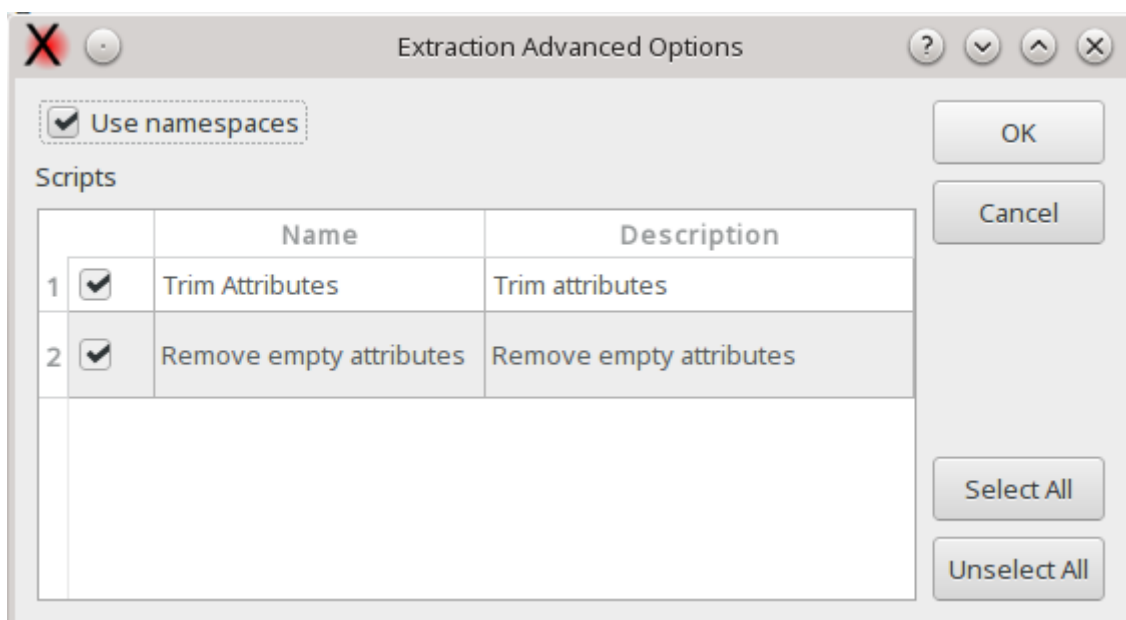 Extraction Advanced Options
Use namespaces
OK
Scripts
Cancel
Name Description
1 Trim Attributes Trim attributes
2 Remove empty attributes Remove empty attributes
Select All
Unselect All